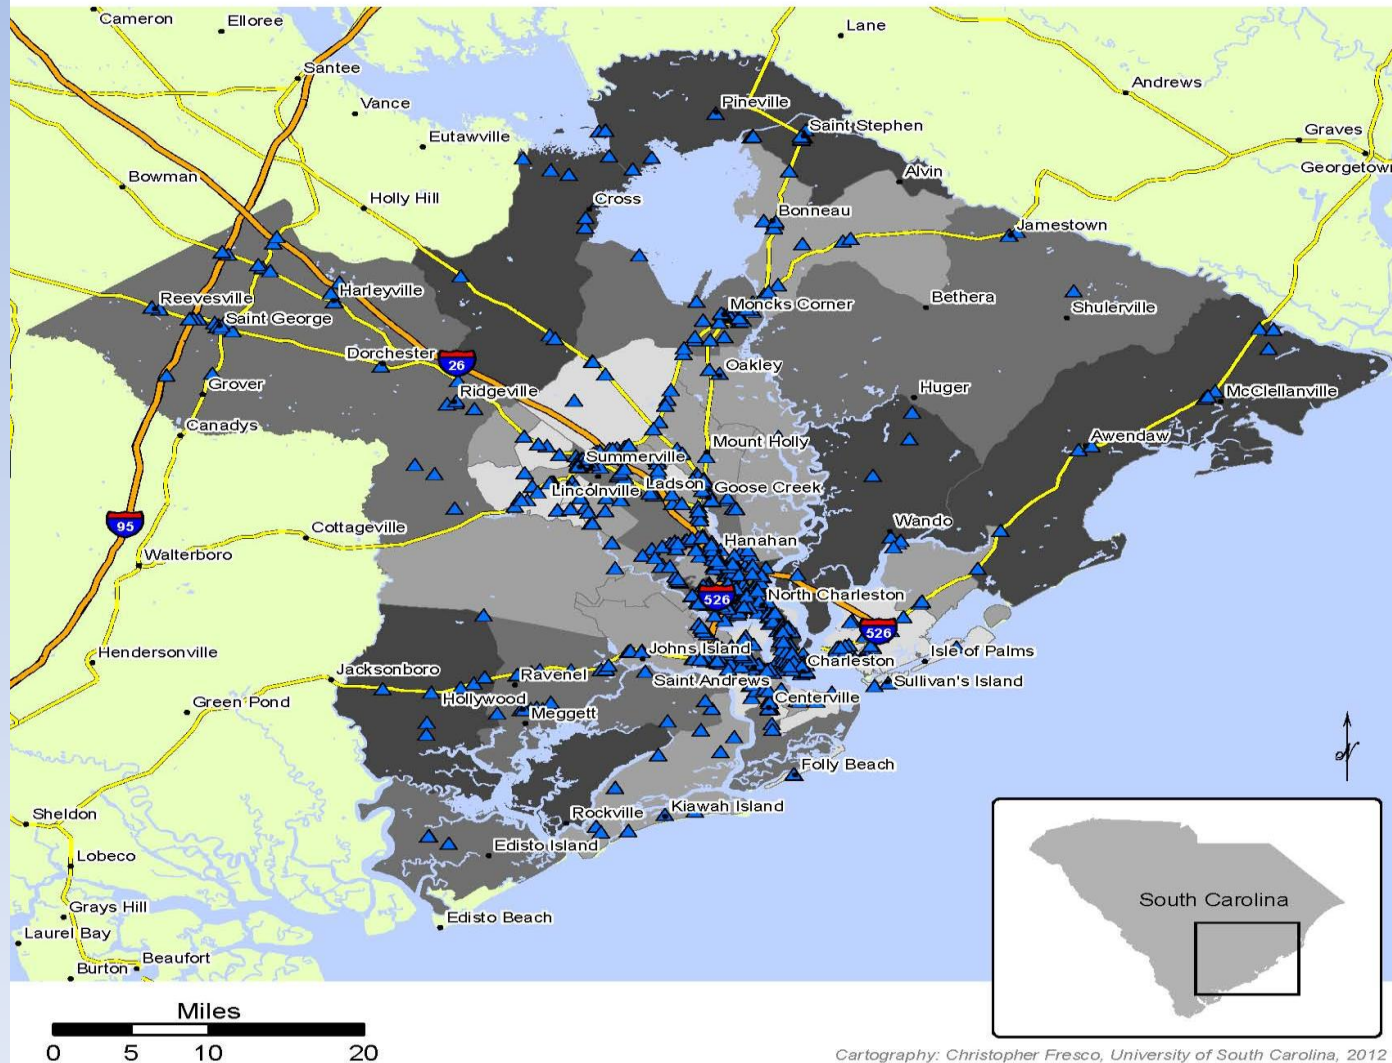 Cameron
Elloree
Lane
Santee
Andrews
Vance
Pineville
Saint Stephen
Eutawville
Graves
Georgetown
Bowman
Alvin
Holly Hill
Cross
Bonneau
Jamestown
Reevesville
Harleyville
Moncks Corner
Bethera
Shulerville
Saint George
Dorchester
26
Oakley
Grover
Ridgeville
Huger
McClellanville
Canadys
Mount Holly
Awendaw
Summerville
Lincolnville
Ladson
Goose Creek
95
Cottageville
Wando
Hanahan
Walterboro
526
North Charleston
526
Hendersonville
Johns Island
Isle of Palms
Jacksonboro
Ravenel
Charleston
Saint Andrews
Sullivan's Island
Green Pond
Hollywood
Centerville
Meggett
N
Folly Beach
Sheldon
Rockville
Kiawah Island
Lobeco
Edisto Island
Grays Hill
Edisto Beach
Laurel Bay
Beaufort
Burton
South Carolina
Miles
0 5 10 20
Cartography: Christopher Fresco, University of South Carolina, 2012